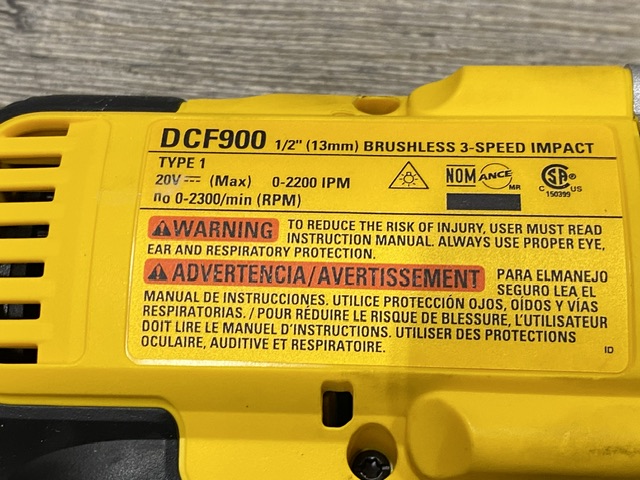 DCF900 1/2" (13mm) BRUSHLESS 3-SPEED IMPACT
TYPE 1
20V ⎓ (Max) 0-2200 IPM
no 0-2300/min (RPM)
NOM ANCE MR
C SA US
150399
WARNING TO REDUCE THE RISK OF INJURY, USER MUST READ
INSTRUCTION MANUAL. ALWAYS USE PROPER EYE,
EAR AND RESPIRATORY PROTECTION.
ADVERTENCIA/AVERTISSEMENT PARA ELMANEJO
SEGURO LEA EL
MANUAL DE INSTRUCCIONES. UTILICE PROTECCIÓN OJOS, OÍDOS Y VÍAS
RESPIRATORIAS. / POUR RÉDUIRE LE RISQUE DE BLESSURE, L'UTILISATEUR
DOIT LIRE LE MANUEL D'INSTRUCTIONS. UTILISER DES PROTECTIONS
OCULAIRE, AUDITIVE ET RESPIRATOIRE.
ID